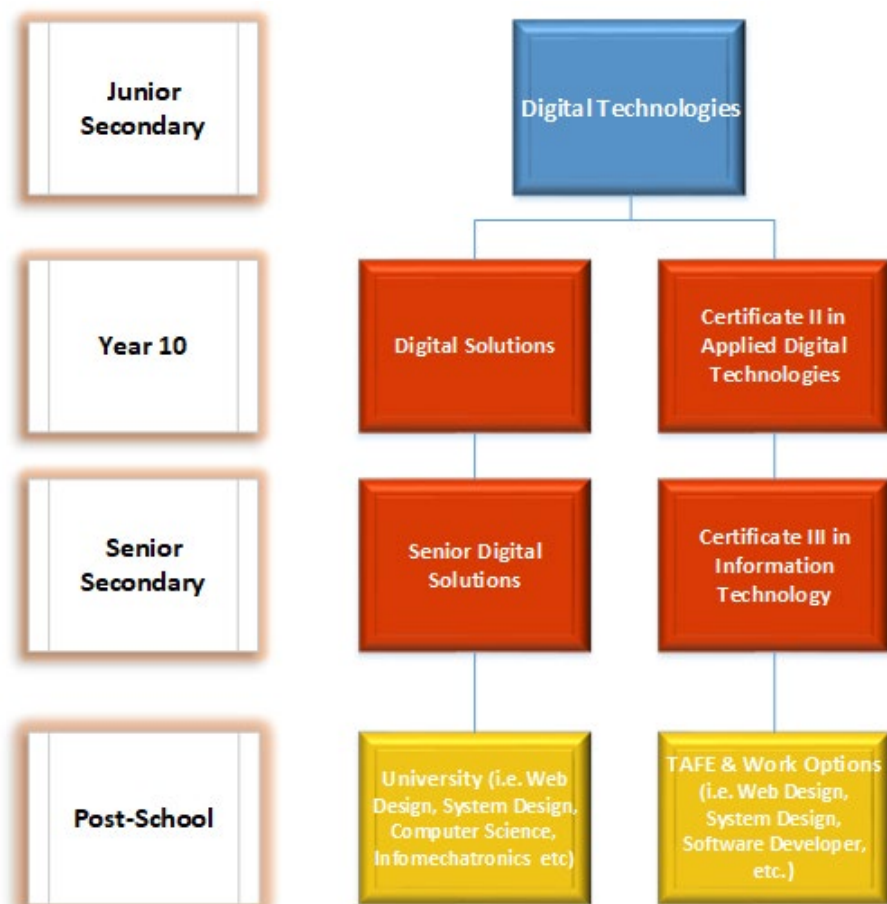 Junior
Secondary
Digital Technologies
Year 10
Digital Solutions
Certificate II in
Applied Digital
Technologies
Senior
Secondary
Senior Digital
Solutions
Certificate III in
Information
Technology
Post-School
University (i.e. Web
Design, System Design,
Computer Science,
Infomechatronics etc)
TAFE & Work Options
(i.e. Web Design,
System Design,
Software Developer,
etc.)